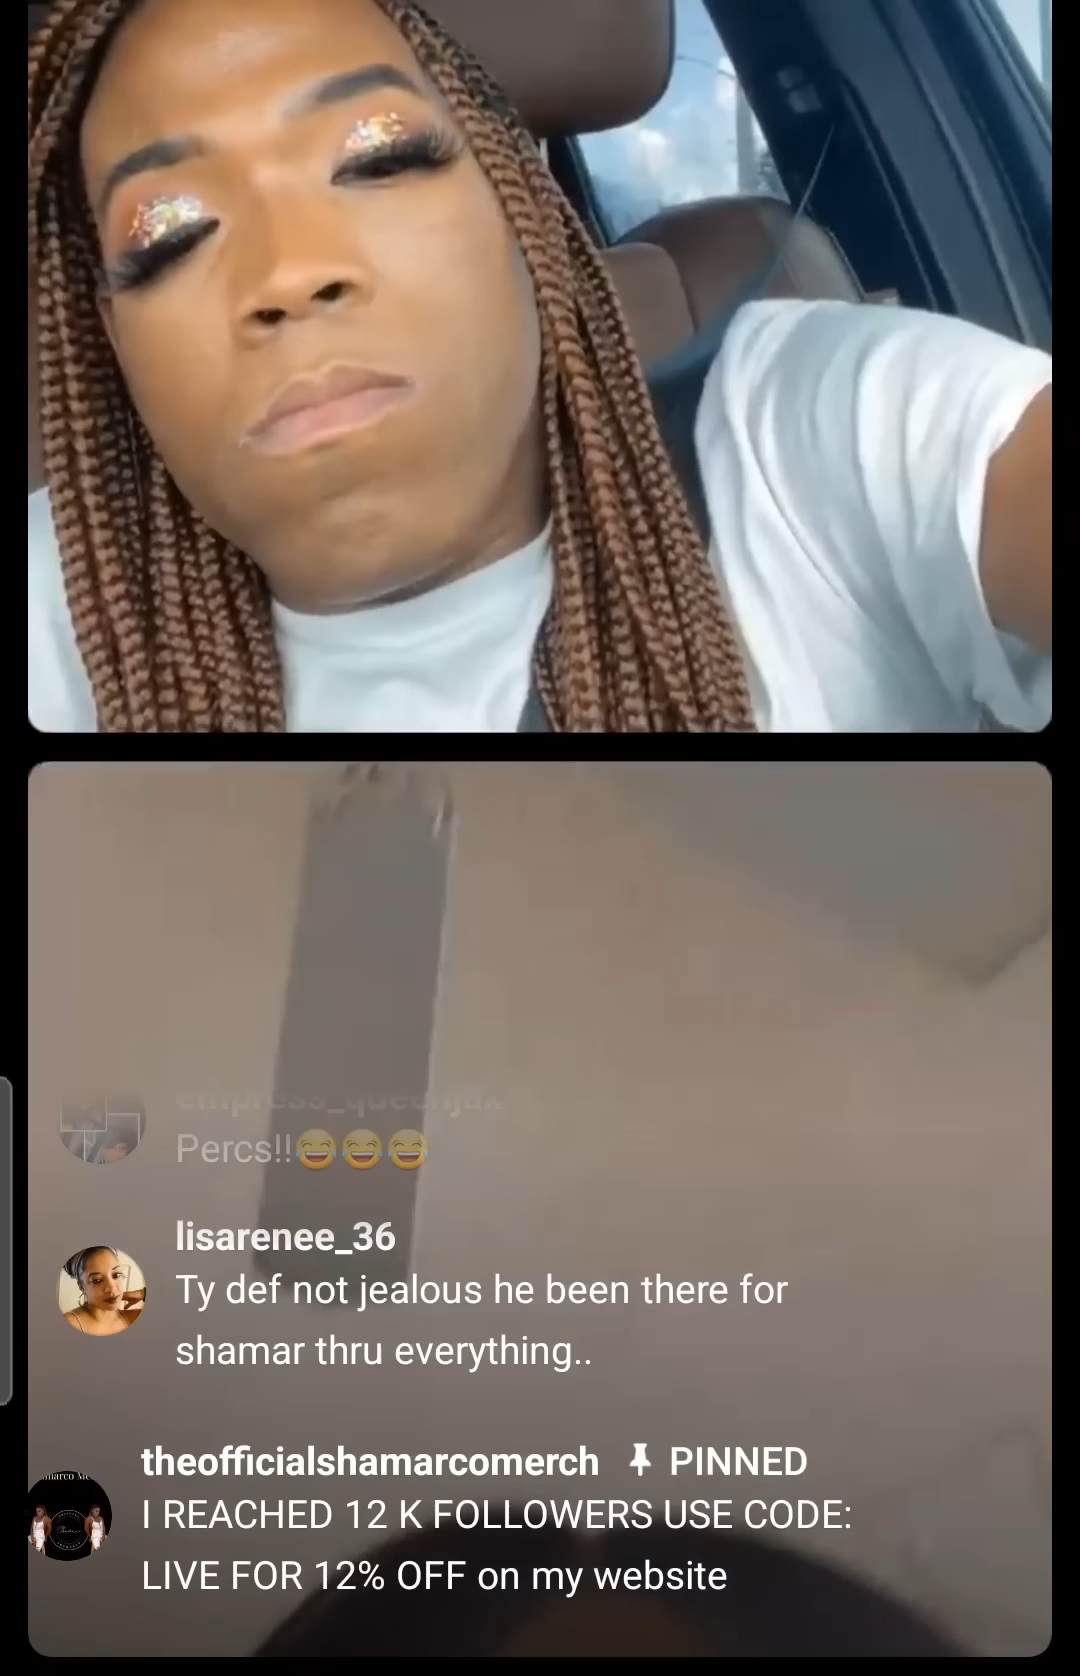 Percs!!😂😂😂
lisarenee_36
Ty def not jealous he been there for
shamar thru everything..
theofficialshamarcomerch PINNED
I REACHED 12 K FOLLOWERS USE CODE:
LIVE FOR 12% OFF on my website